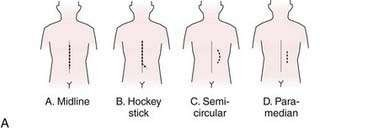 A. Midline
B. Hockey
stick
C. Semi-
circular
D. Para-
median
A